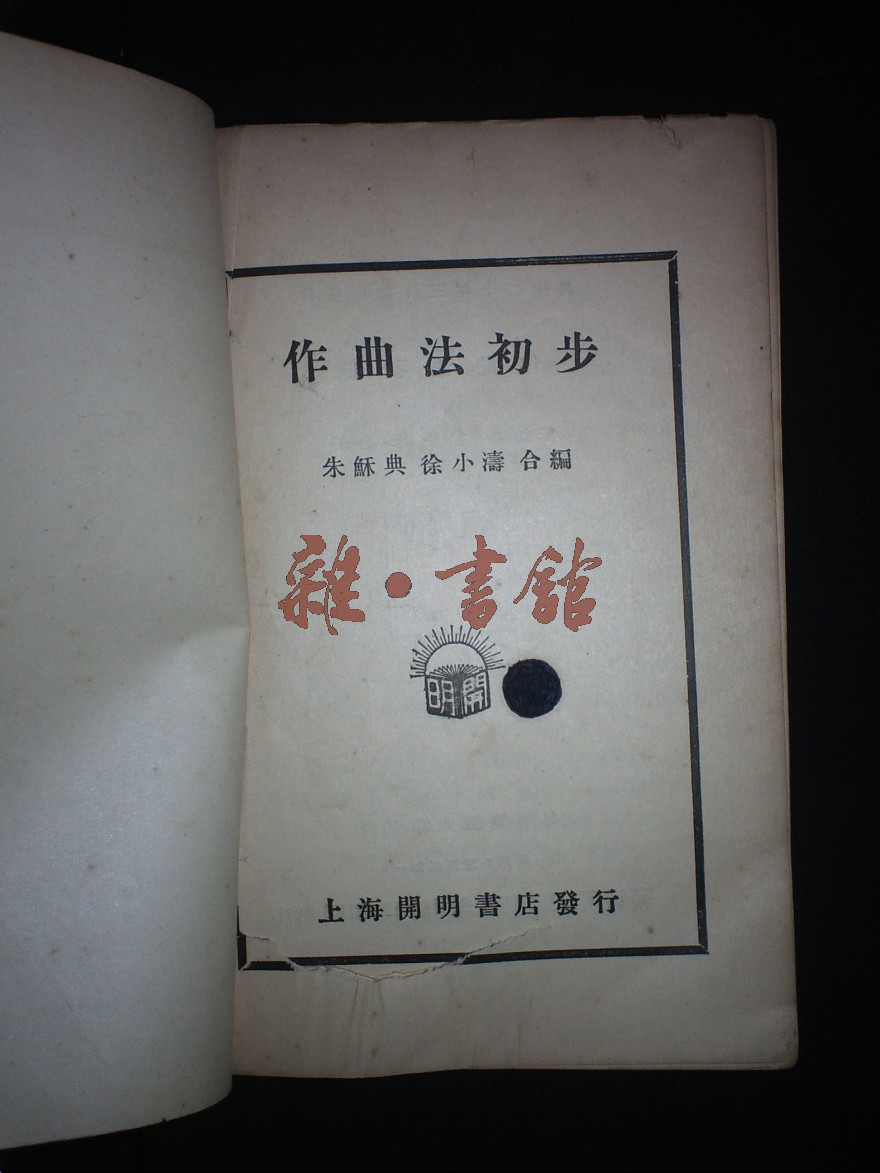 作曲法初步
朱穌典 徐小濤 合編
雜·書館
明開
上海開明書店發行